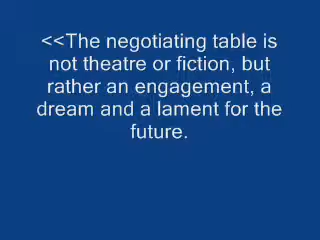 <<The negotiating table is
not theatre or fiction, but
rather an engagement, a
dream and a lament for the
future.